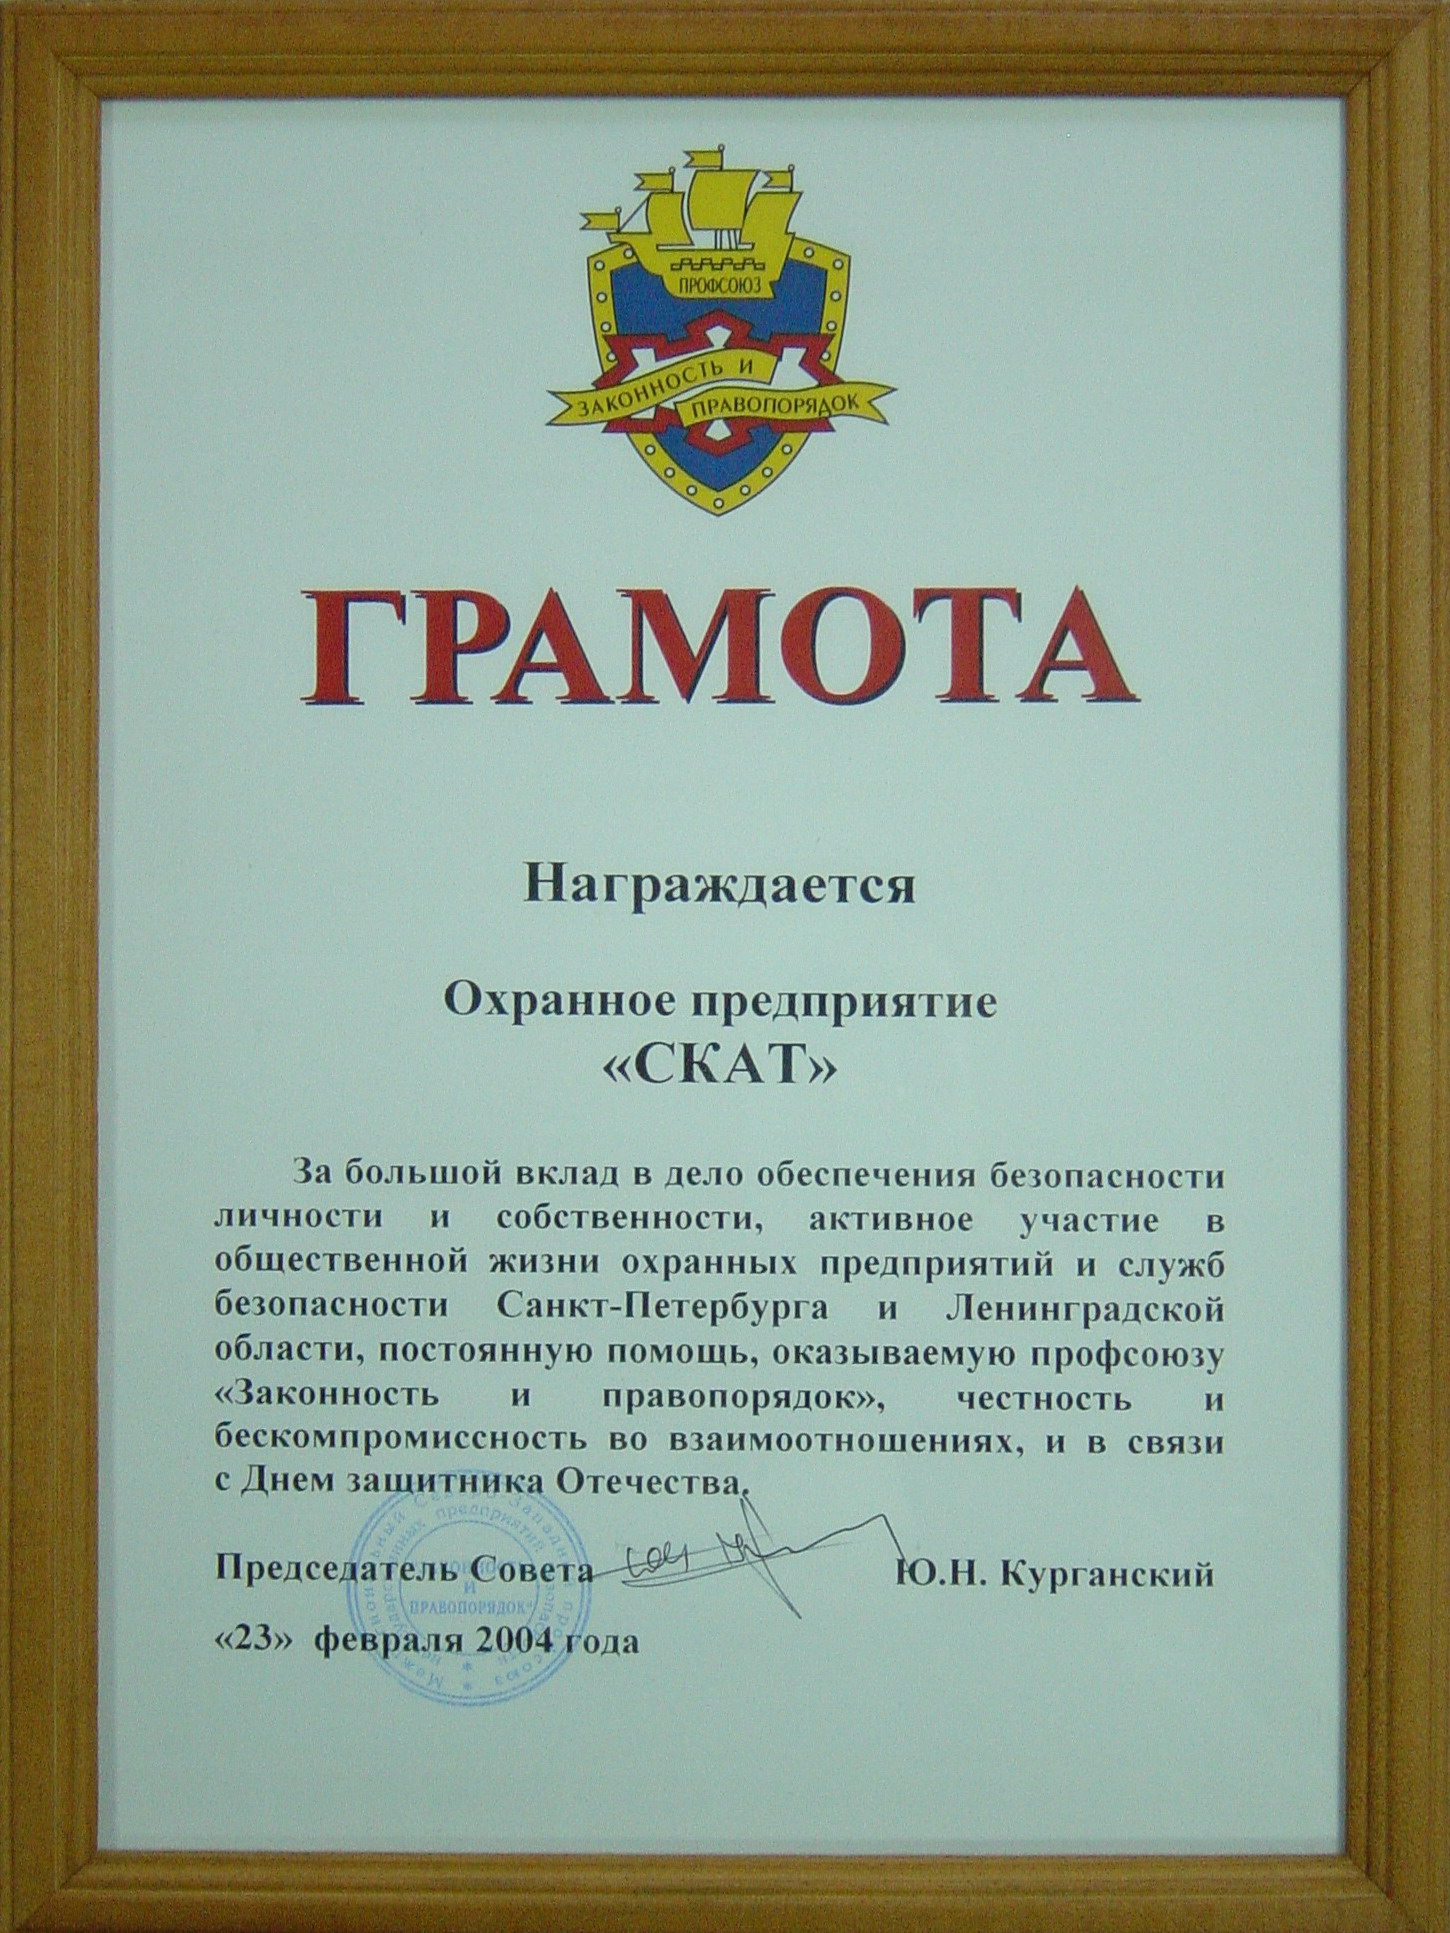 ПРОФСОЮЗ
ЗАКОННОСТЬ И
ПРАВОПОРЯДОК
ГРАМОТА
Награждается
Охранное предприятие
«СКАТ»
За большой вклад в дело обеспечения безопасности
личности и собственности, активное участие в
общественной жизни охранных предприятий и служб
безопасности Санкт-Петербурга и Ленинградской
области, постоянную помощь, оказываемую профсоюзу
«Законность и правопорядок», честность и
бескомпромиссность во взаимоотношениях, и в связи
с Днем защитника Отечества.
Председатель Совета Ю.Н. Курганский
И
ПРАВОПОРЯДОК"
«23» февраля 2004 года